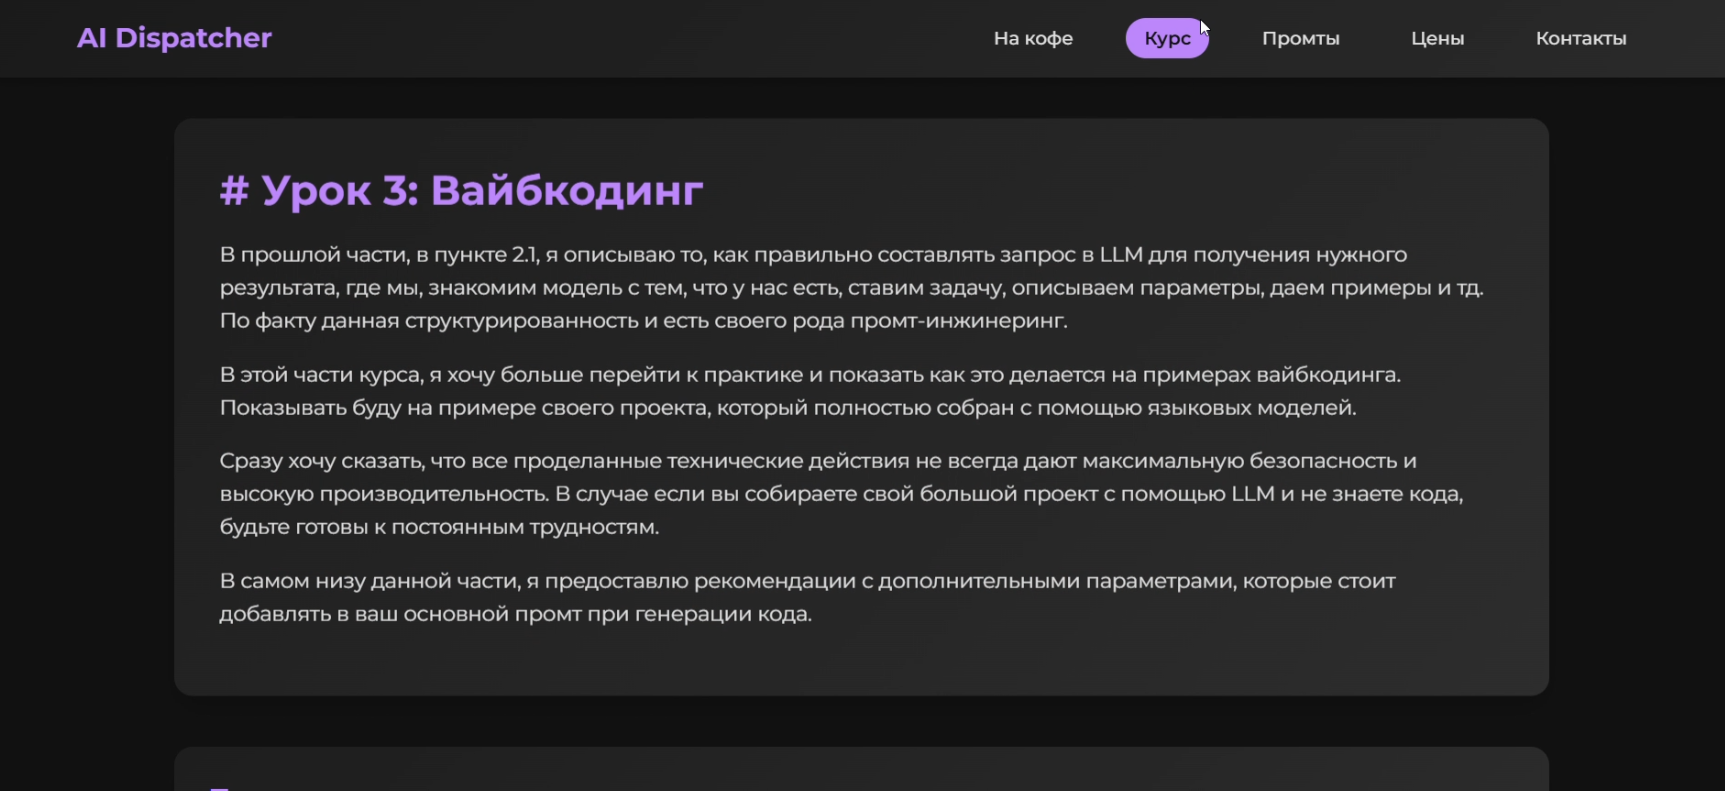 AI Dispatcher
На кофе
Курс
Промты
Цены
Контакты
# Урок 3: Вайбкодинг
В прошлой части, в пункте 2.1, я описываю то, как правильно составлять запрос в LLM для получения нужного
результата, где мы, знакомим модель с тем, что у нас есть, ставим задачу, описываем параметры, даем примеры и тд.
По факту данная структурированность и есть своего рода промт-инжинеринг.
В этой части курса, я хочу больше перейти к практике и показать как это делается на примерах вайбкодинга.
Показывать буду на примере своего проекта, который полностью собран с помощью языковых моделей.
Сразу хочу сказать, что все проделанные технические действия не всегда дают максимальную безопасность и
высокую производительность. В случае если вы собираете свой большой проект с помощью LLM и не знаете кода,
будьте готовы к постоянным трудностям.
В самом низу данной части, я предоставлю рекомендации с дополнительными параметрами, которые стоит
добавлять в ваш основной промт при генерации кода.